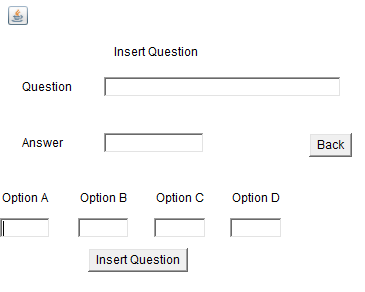 Insert Question
Question
Answer
Back
Option A Option B Option C Option D
Insert Question